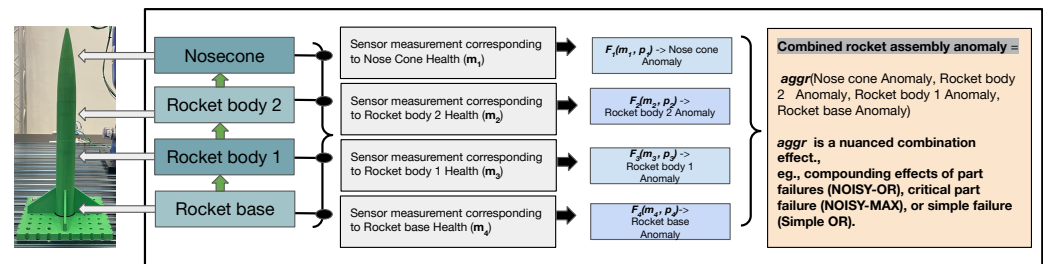 Nosecone
Rocket body 2
Rocket body 1
Rocket base
Sensor measurement corresponding
to Nose Cone Health (m1)
Sensor measurement corresponding
to Rocket body 2 Health (m2)
Sensor measurement corresponding
to Rocket body 1 Health (m3)
Sensor measurement corresponding
to Rocket base Health (m4)
F1(m1, p1) -> Nose cone
Anomaly
F2(m2, p2) ->
Rocket body 2 Anomaly
F3(m3, p3) ->
Rocket body 1
Anomaly
F4(m4, p4)->
Rocket base
Anomaly
Combined rocket assembly anomaly =
aggr(Nose cone Anomaly, Rocket body
2 Anomaly, Rocket body 1 Anomaly,
Rocket base Anomaly)
aggr is a nuanced combination
effect.,
eg., compounding effects of part
failures (NOISY-OR), critical part
failure (NOISY-MAX), or simple failure
(Simple OR).